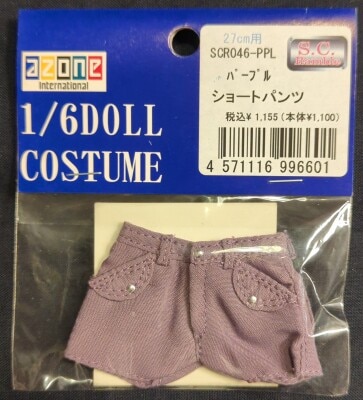 azone
International
1/6DOLL
COSTUME
27cm用
SCR046-PPL
パープル
ショートパンツ
税込¥ 1,155 (本体¥1,100)
4 571116 996601
S.C.